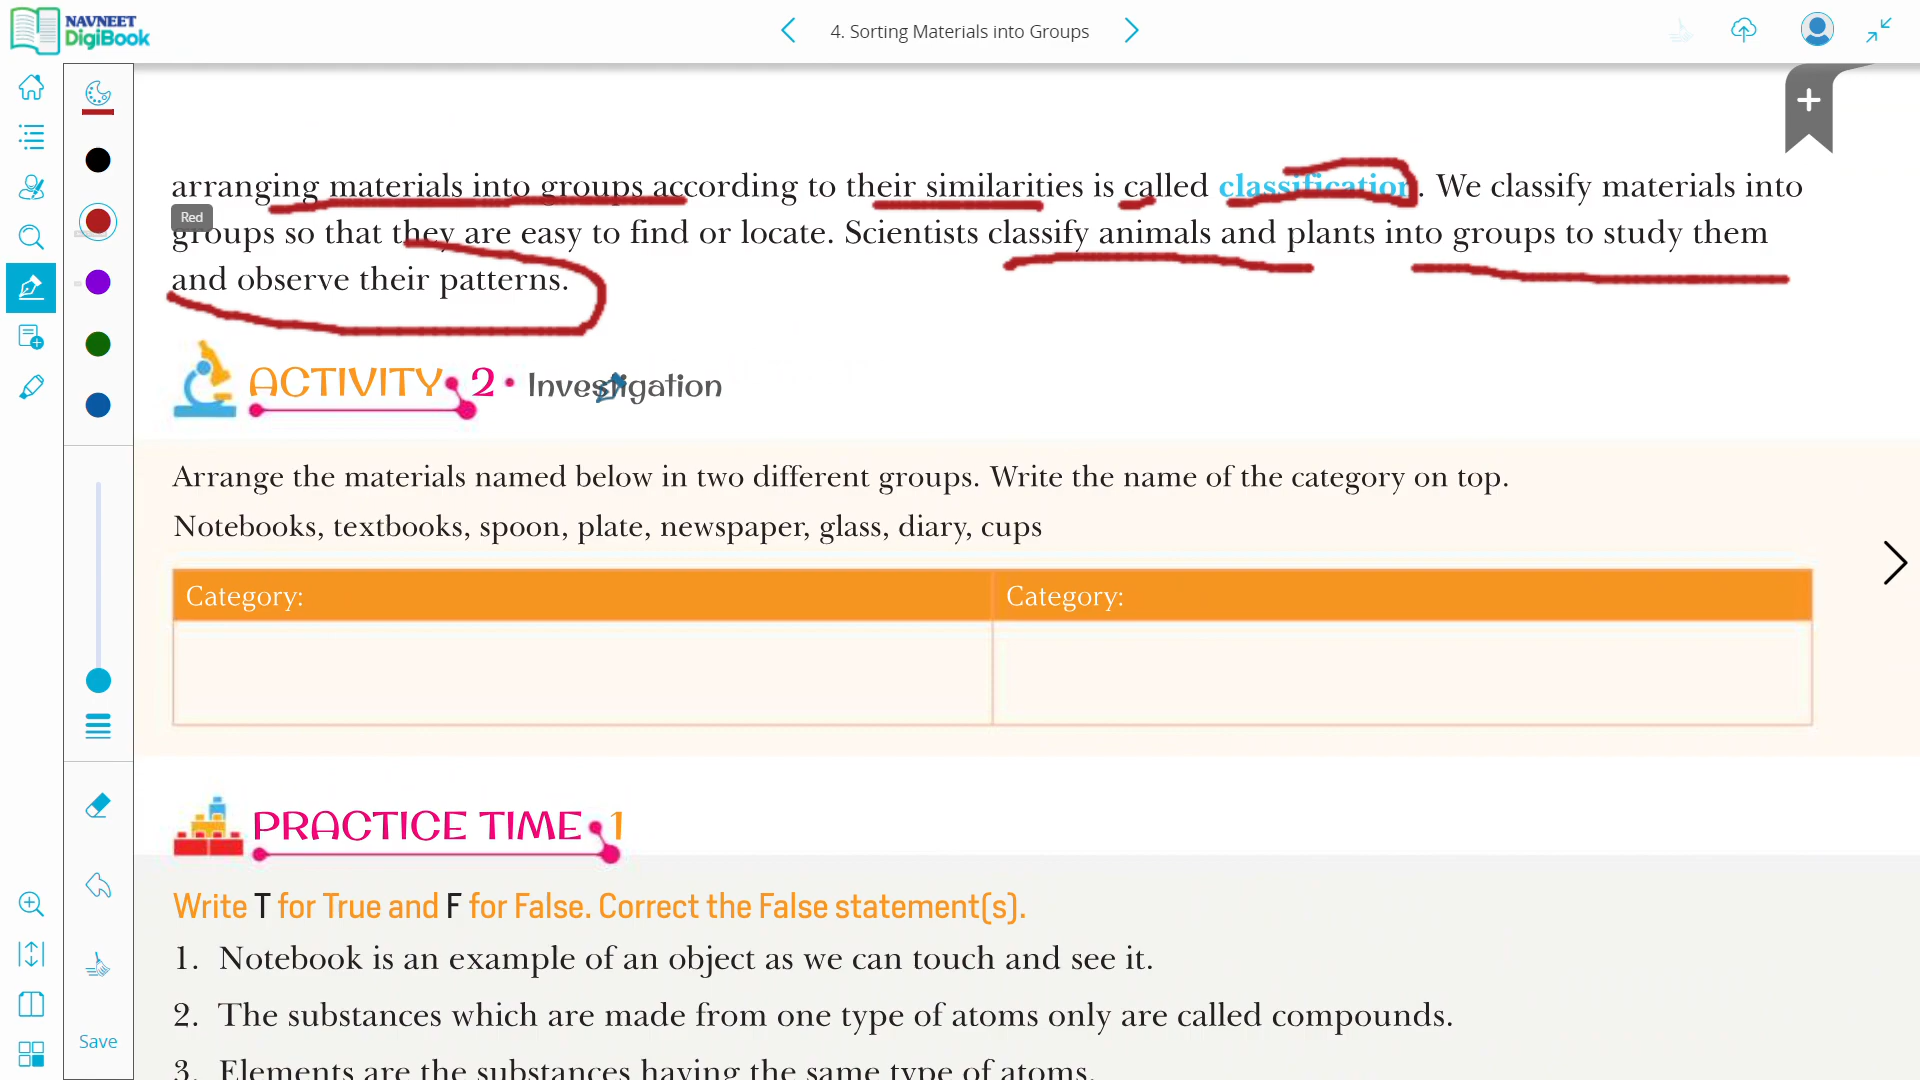 NAVNEET
DigiBook
4. Sorting Materials into Groups
arranging materials into groups according to their similarities is called classification. We classify materials into
Red
groups so that they are easy to find or locate. Scientists classify animals and plants into groups to study them
and observe their patterns.
ACTIVITY 2 • Investigation
Arrange the materials named below in two different groups. Write the name of the category on top.
Notebooks, textbooks, spoon, plate, newspaper, glass, diary, cups
Category: Category:
PRACTICE TIME 1
Write T for True and F for False. Correct the False statement(s).
1. Notebook is an example of an object as we can touch and see it.
2. The substances which are made from one type of atoms only are called compounds.
3. Elements are the substances having the same type of atoms.
Save